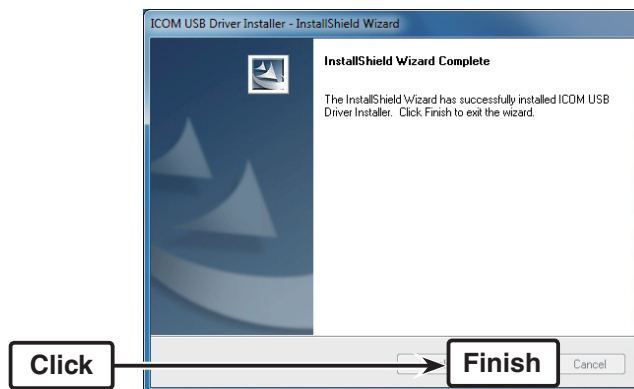 ICOM USB Driver Installer - InstallShield Wizard
InstallShield Wizard Complete
The InstallShield Wizard has successfully installed ICOM USB
Driver Installer. Click Finish to exit the wizard.
Click
Finish
Cancel